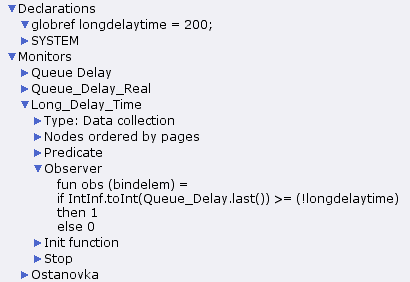 Declarations
globref longdelaytime = 200;
SYSTEM
Monitors
Queue Delay
Queue_Delay_Real
Long_Delay_Time
Type: Data collection
Nodes ordered by pages
Predicate
Observer
fun obs (bindelem) =
if IntInf.toInt(Queue_Delay.last()) >= (!longdelaytime)
then 1
else 0
Init function
Stop
Ostanovka